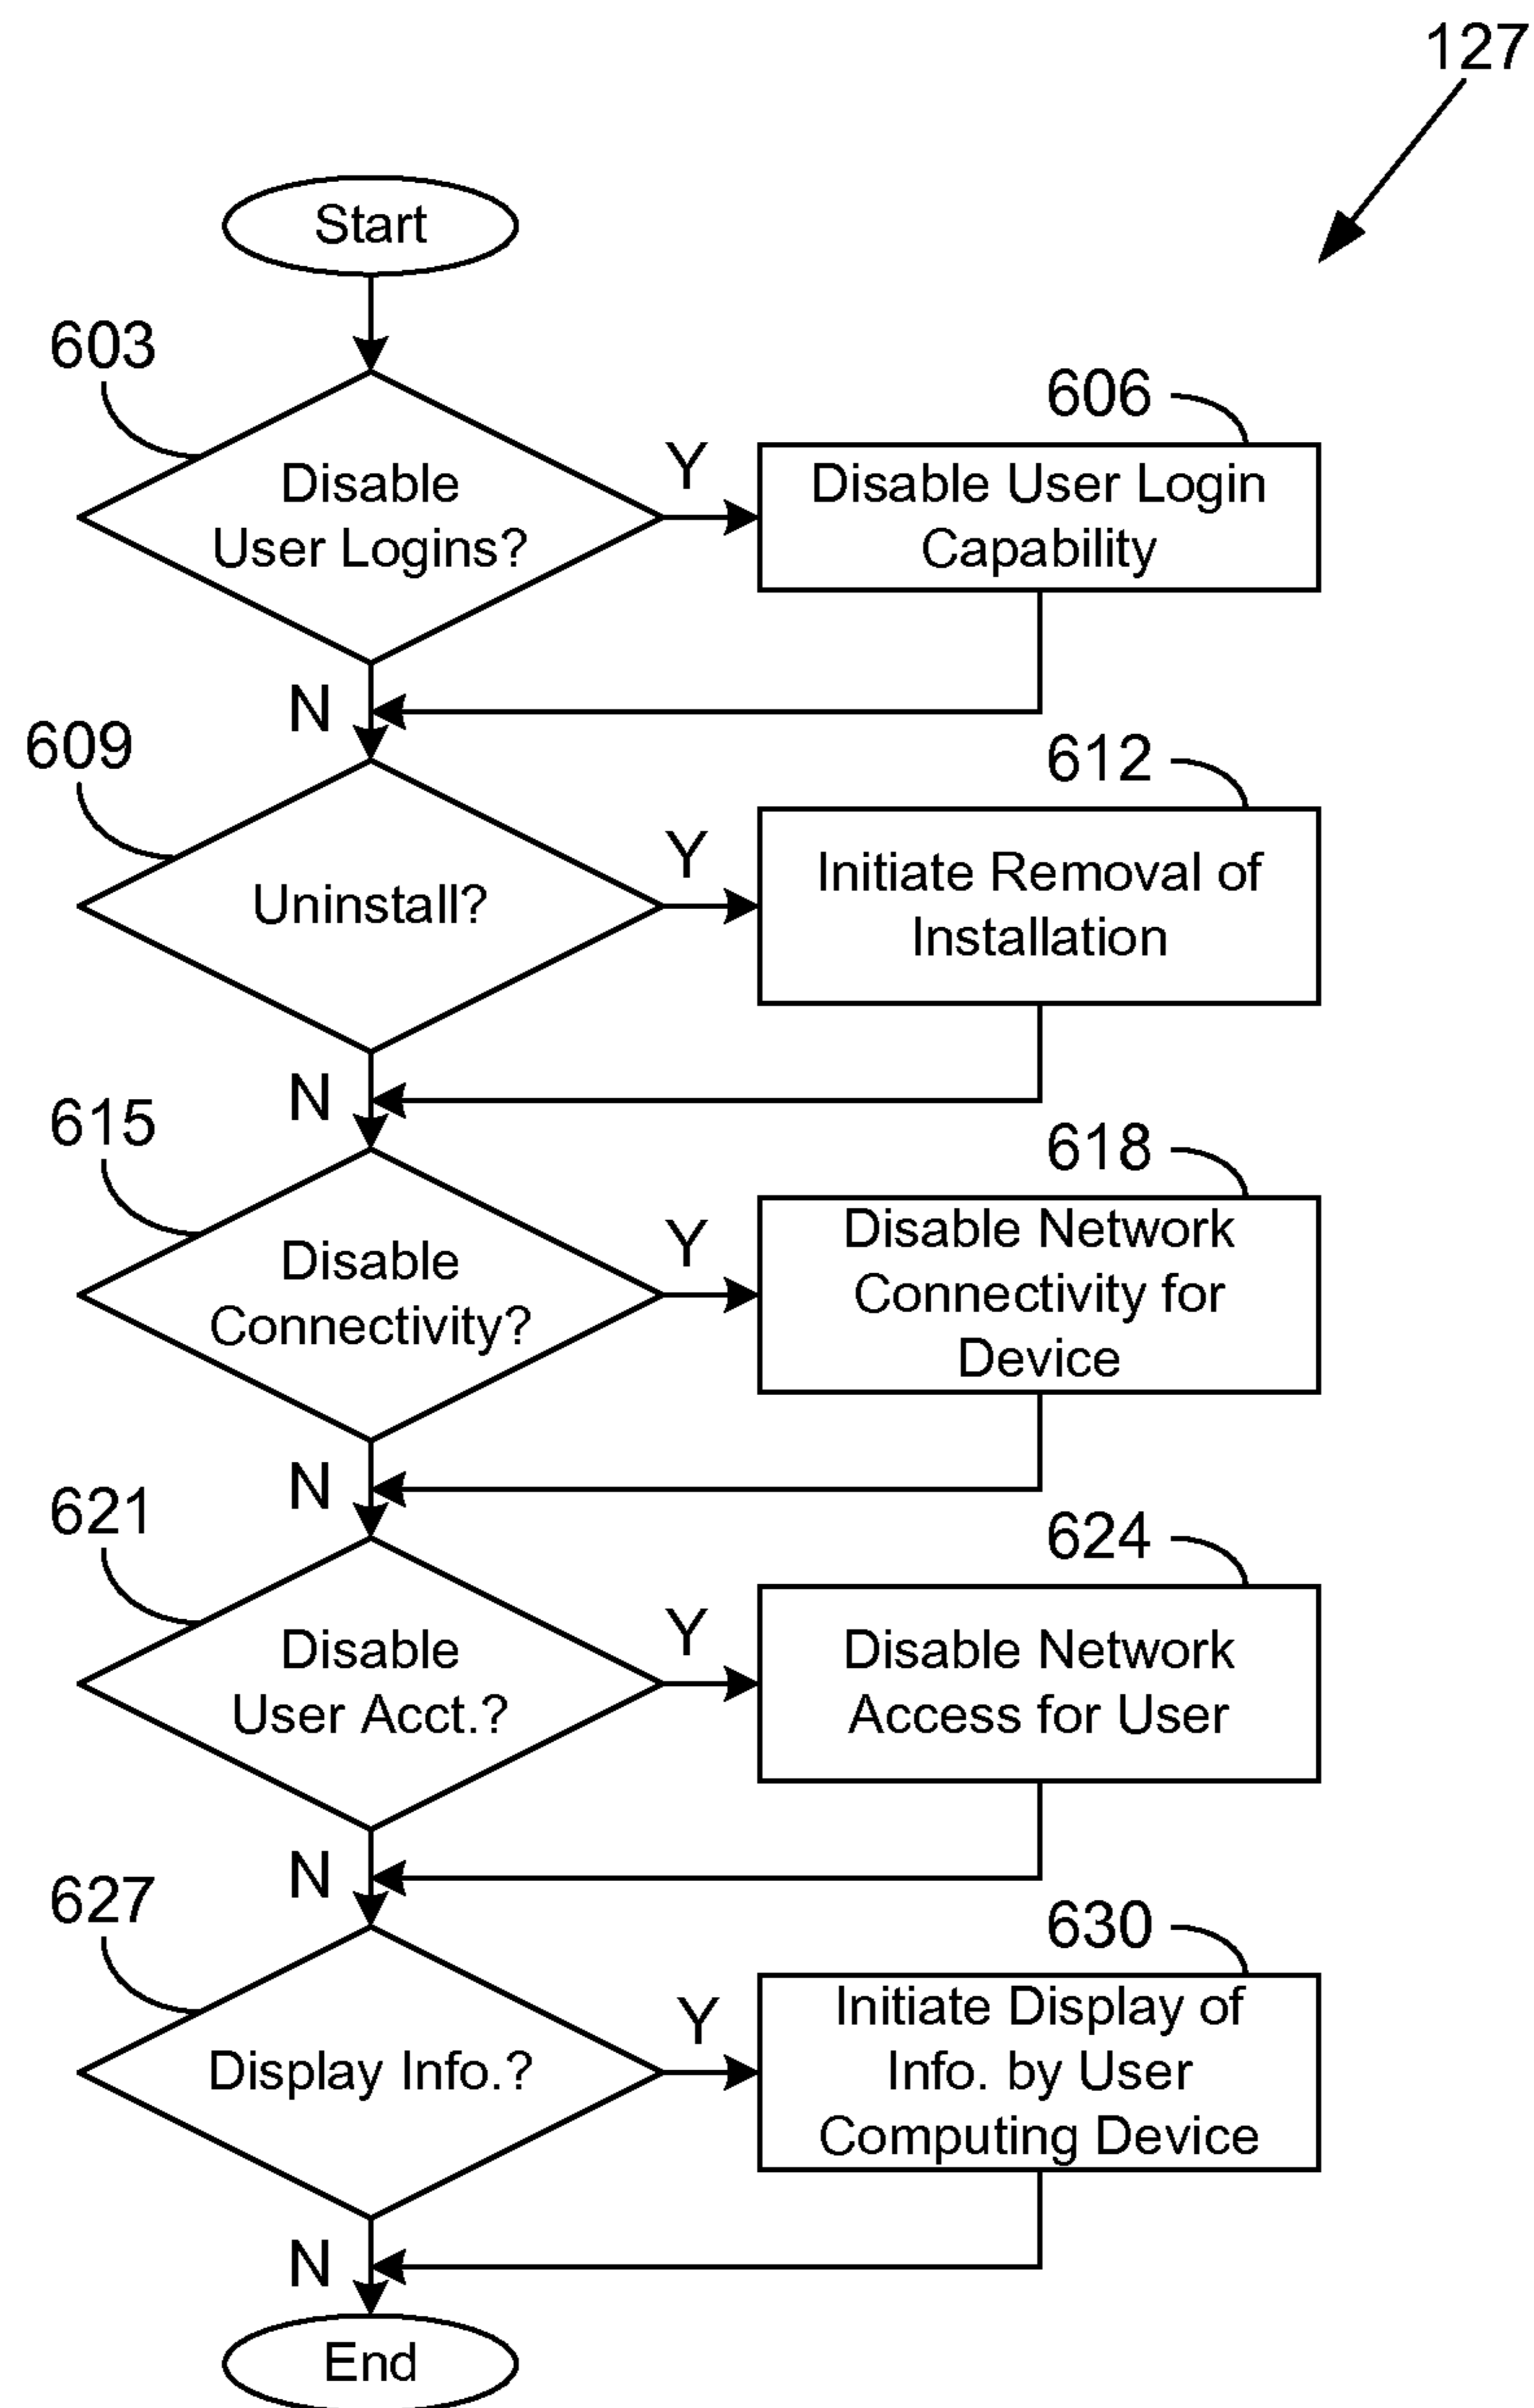 127
Start
603
Disable
User Logins?
Y
606
Disable User Login
Capability
N
609
Uninstall?
Y
612
Initiate Removal of
Installation
N
615
Disable
Connectivity?
Y
618
Disable Network
Connectivity for
Device
N
621
Disable
User Acct.?
Y
624
Disable Network
Access for User
N
627
Display Info.?
Y
630
Initiate Display of
Info. by User
Computing Device
N
End